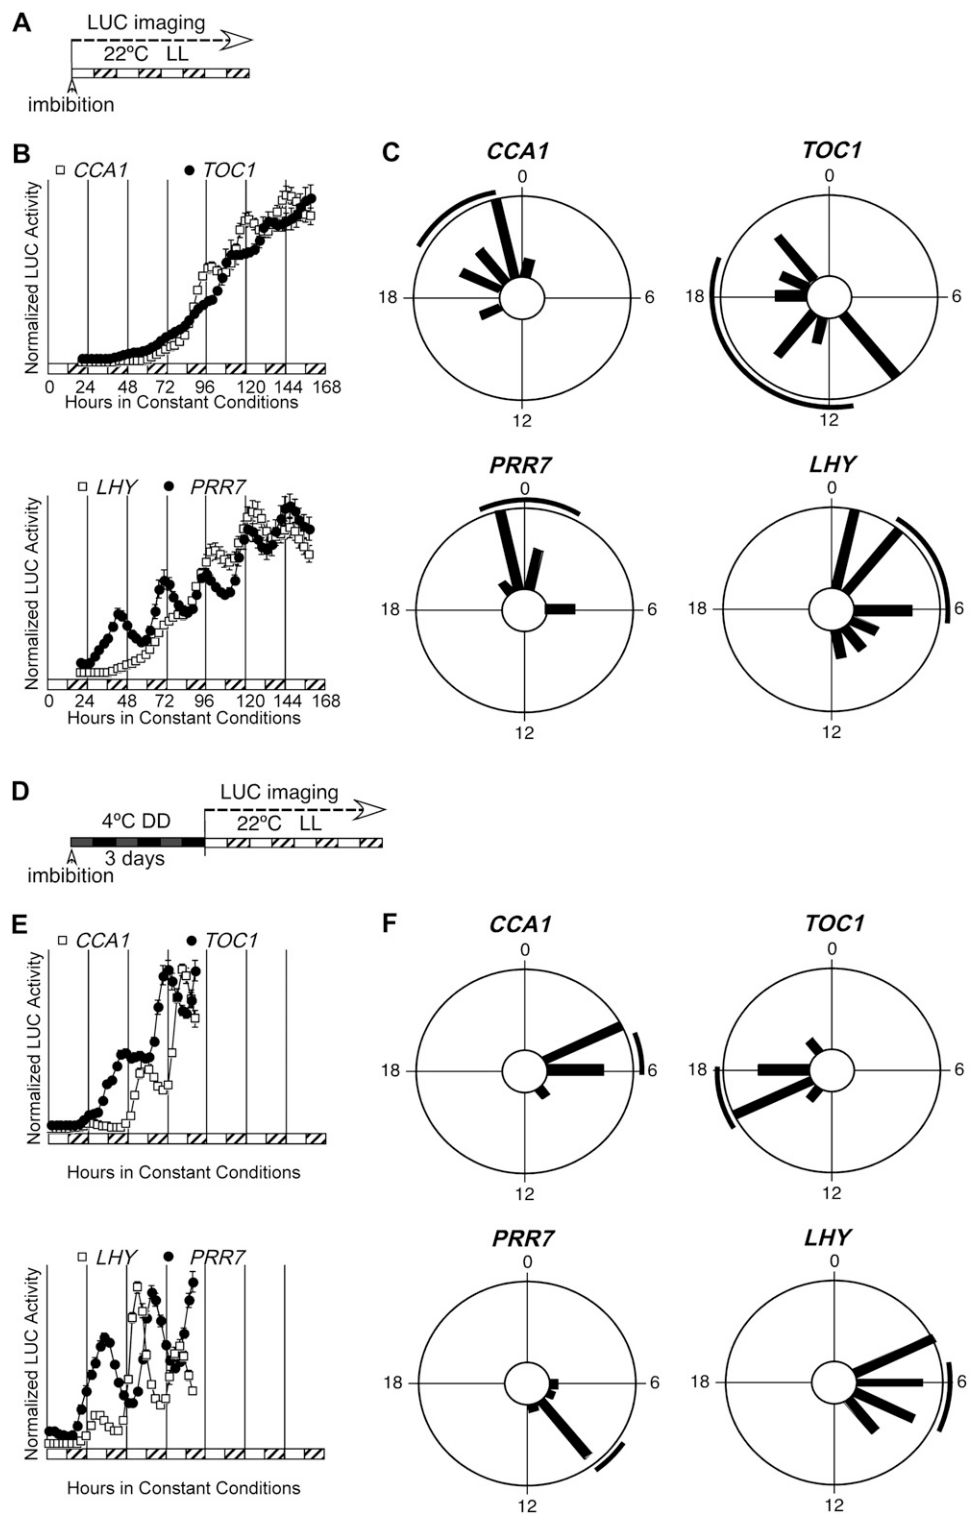 A
LUC imaging
22ºC LL
imbibition
B
CCA1 TOC1
Normalized LUC Activity
0 24 48 72 96 120 144 168
Hours in Constant Conditions
LHY PRR7
Normalized LUC Activity
0 24 48 72 96 120 144 168
Hours in Constant Conditions
C
CCA1
0
18 6
12
TOC1
0
18 6
12
PRR7
0
18 6
12
LHY
0
18 6
12
D
LUC imaging
4ºC DD 22ºC LL
3 days
imbibition
E
CCA1 TOC1
Normalized LUC Activity
Hours in Constant Conditions
LHY PRR7
Normalized LUC Activity
Hours in Constant Conditions
F
CCA1
0
18 6
12
TOC1
0
18 6
12
PRR7
0
18 6
12
LHY
0
18 6
12